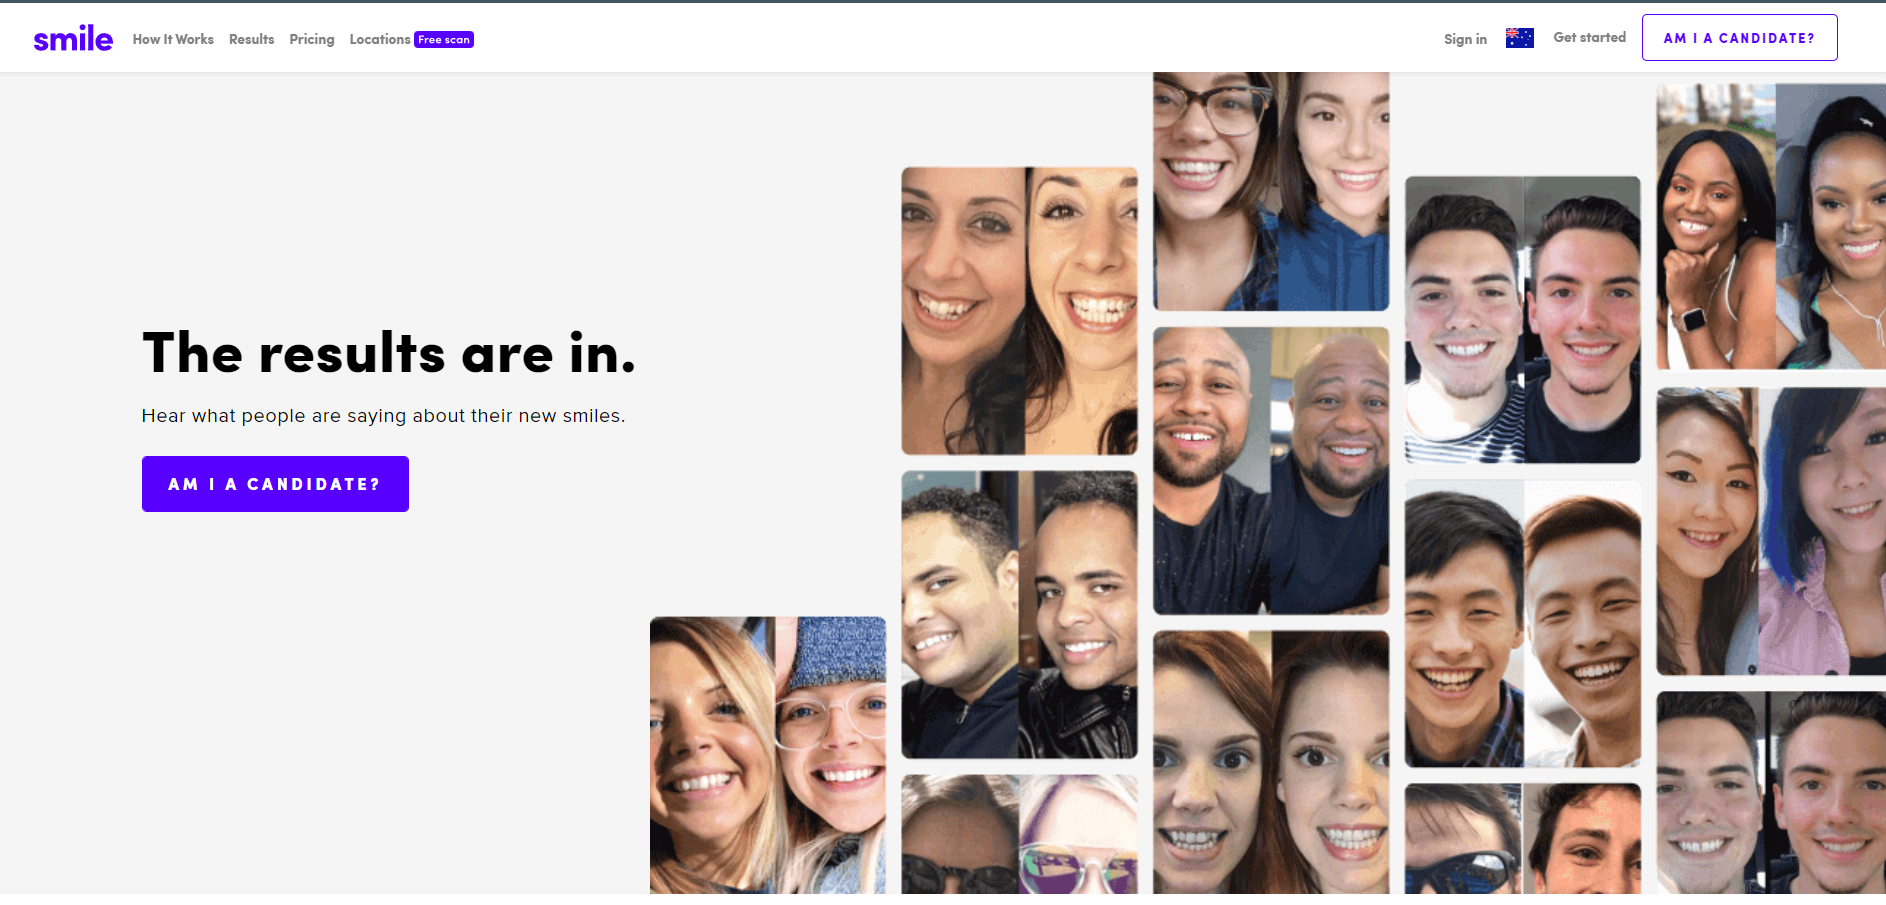 smile How It Works Results Pricing Locations Free scan Sign in Get started AM I A CANDIDATE?
The results are in.
Hear what people are saying about their new smiles.
AM I A CANDIDATE?